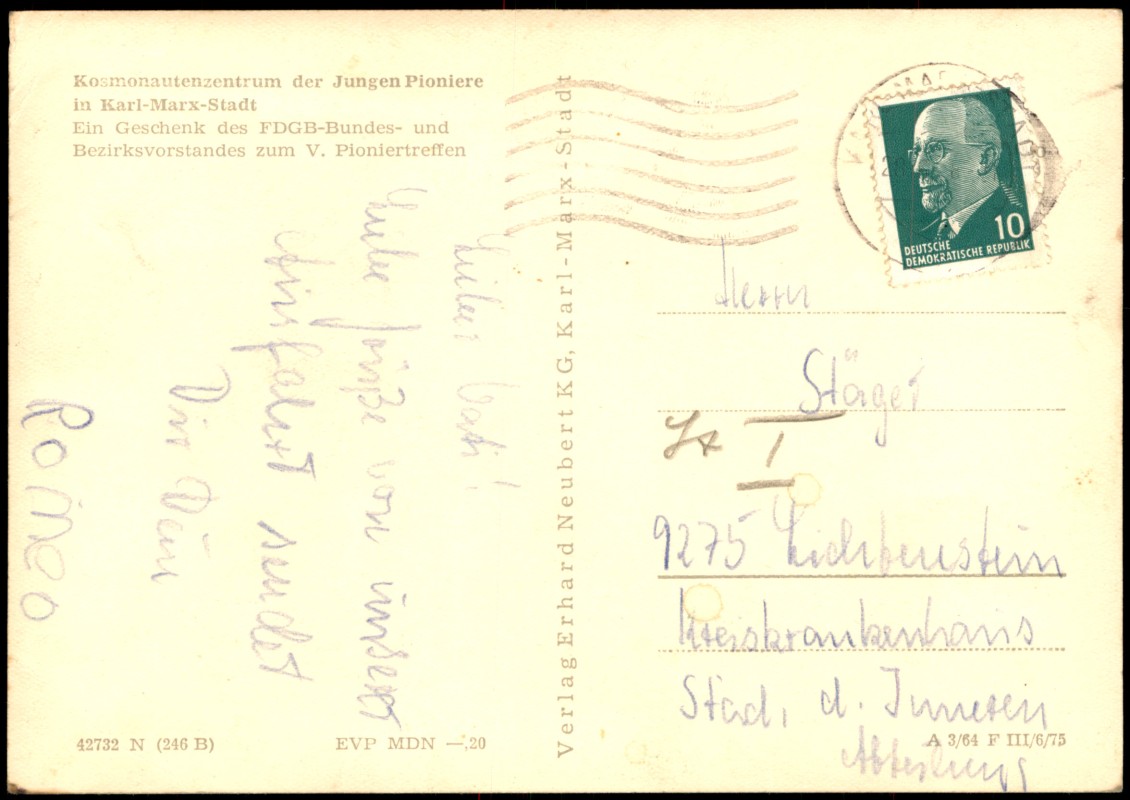 Kosmonautenzentrum der Jungen Pioniere
in Karl-Marx-Stadt
Ein Geschenk des FDGB-Bundes- und
Bezirksvorstandes zum V. Pioniertreffen
Lieber Vati!
Liebe Grüße von unserer
Ausfahrt sendet
Dir Dein
Romeo
42732 N (246 B)
EVP MDN —,20
Verlag Erhard Neubert KG, Karl-Marx-Stadt
10
DEUTSCHE
DEMOKRATISCHE REPUBLIK
Herrn
Stäger
I
9275 Lichtenstein
Kreiskrankenhaus
d. Inneren
Abteilung
A 3/64 F III/6/75